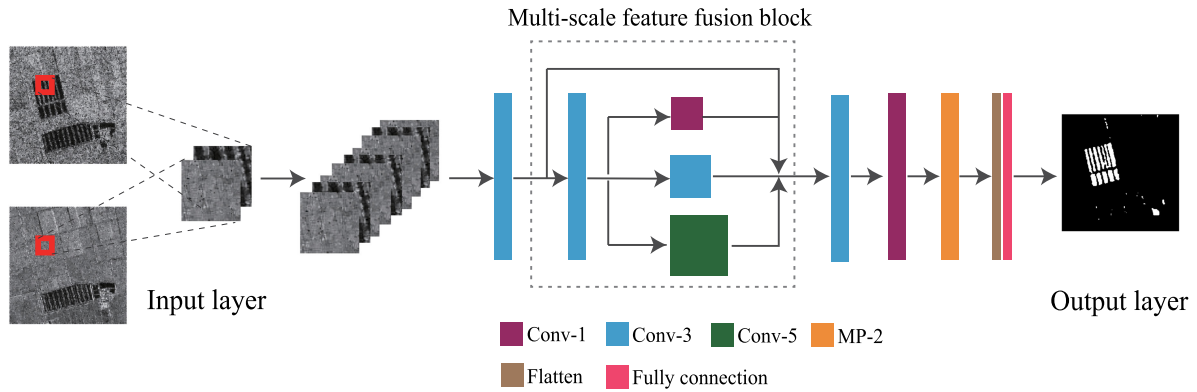 Multi-scale feature fusion block
Input layer
Output layer
Conv-1
Conv-3
Conv-5
MP-2
Flatten
Fully connection